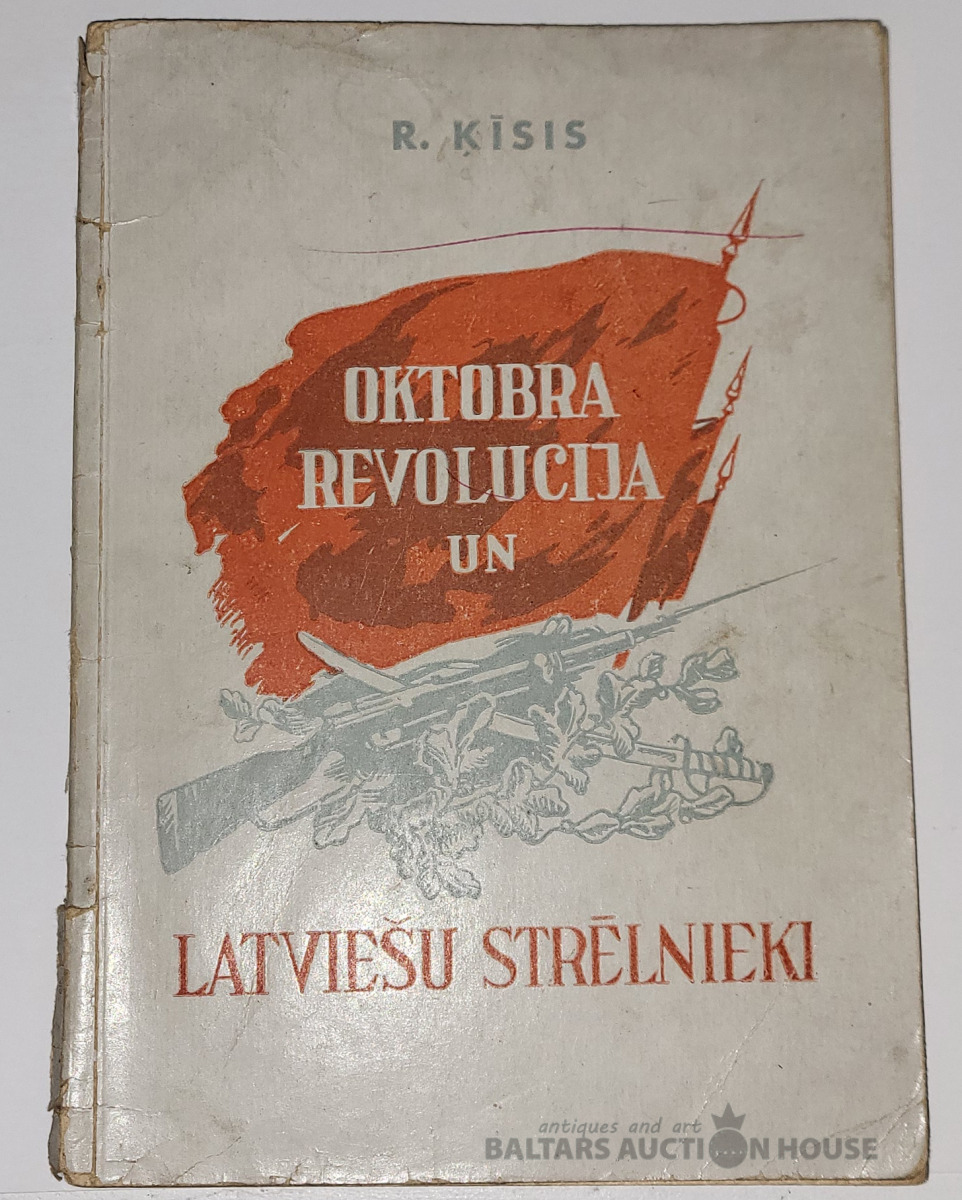 R. ĶĪSIS
OKTOBRA
REVOLUCIJA
UN
LATVIEŠU STRĒLNIEKI
antiques and art
BALTARS AUCTION HOUSE